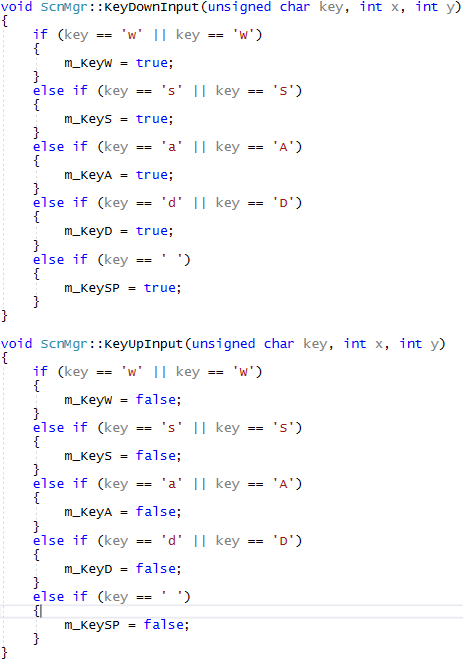 void ScnMgr::KeyDownInput(unsigned char key, int x, int y)
{
    if (key == 'w' || key == 'W')
    {
        m_KeyW = true;
    }
    else if (key == 's' || key == 'S')
    {
        m_KeyS = true;
    }
    else if (key == 'a' || key == 'A')
    {
        m_KeyA = true;
    }
    else if (key == 'd' || key == 'D')
    {
        m_KeyD = true;
    }
    else if (key == ' ')
    {
        m_KeySP = true;
    }
}

void ScnMgr::KeyUpInput(unsigned char key, int x, int y)
{
    if (key == 'w' || key == 'W')
    {
        m_KeyW = false;
    }
    else if (key == 's' || key == 'S')
    {
        m_KeyS = false;
    }
    else if (key == 'a' || key == 'A')
    {
        m_KeyA = false;
    }
    else if (key == 'd' || key == 'D')
    {
        m_KeyD = false;
    }
    else if (key == ' ')
    {
        m_KeySP = false;
    }
}